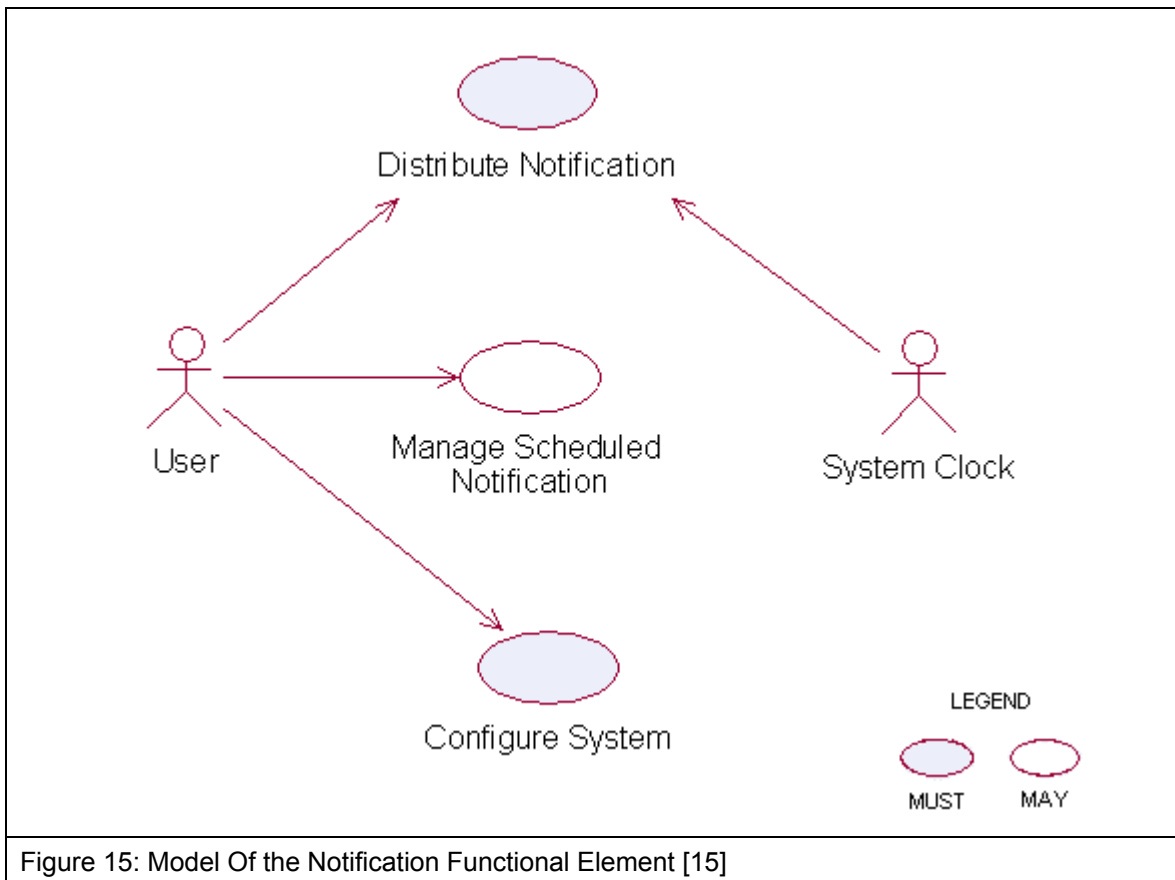 Distribute Notification
User
Manage Scheduled
Notification
System Clock
Configure System
LEGEND
MUST
MAY
Figure 15: Model Of the Notification Functional Element [15]